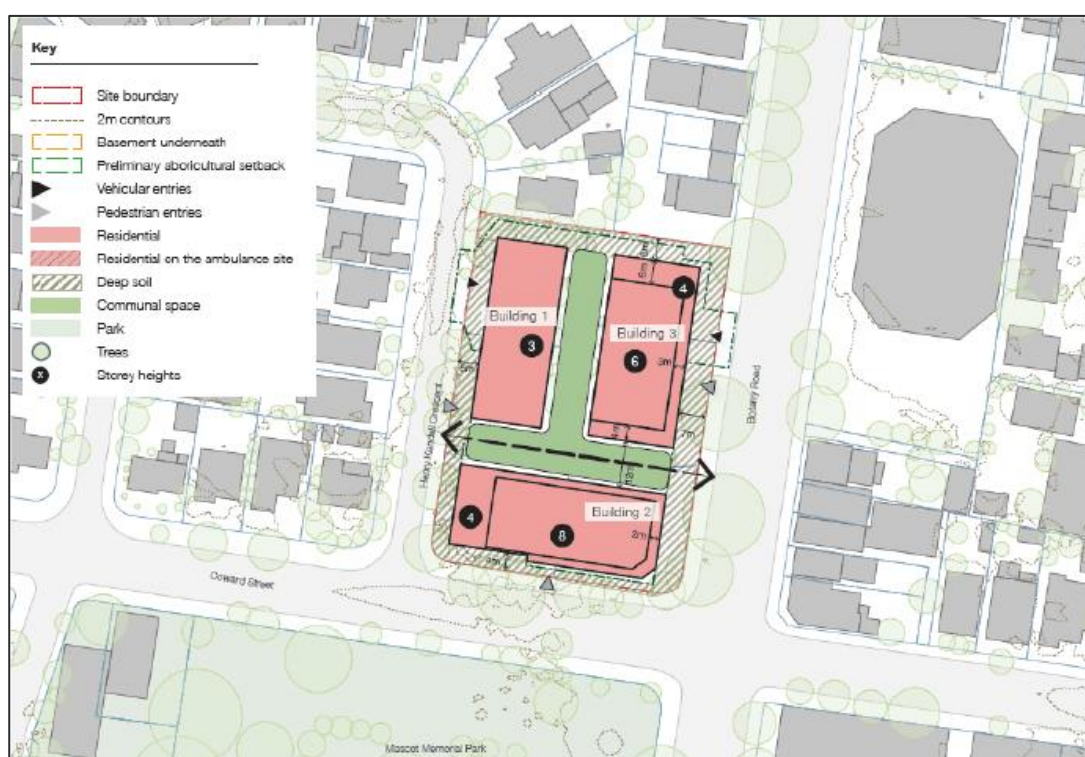 Key
Site boundary
2m contours
Basement underneath
Preliminary aboricultural setback
Vehicular entries
Pedestrian entries
Residential
Residential on the ambulance site
Deep soil
Communal space
Park
Trees
x Storey heights
Building 1
3
Building 3
4
6
6m
3m
Henry Kendall Crescent
Botany Road
12m
Building 2
4
8
2m
Coward Street
Mascot Memorial Park